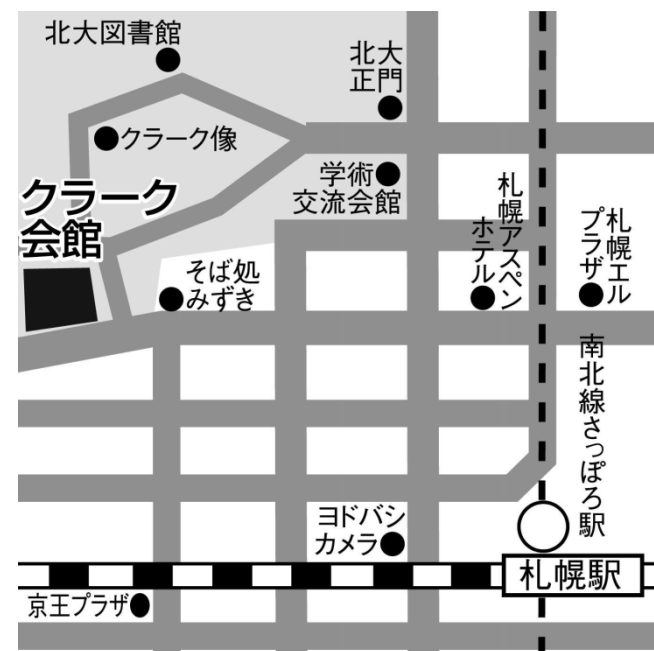 北大図書館
北大
正門
クラーク像
学術
交流会館
クラーク
会館
札幌アスペン
ホテル
札幌エル
プラザ
そば処
みずき
南北線さっぽろ駅
ヨドバシ
カメラ
札幌駅
京王プラザ